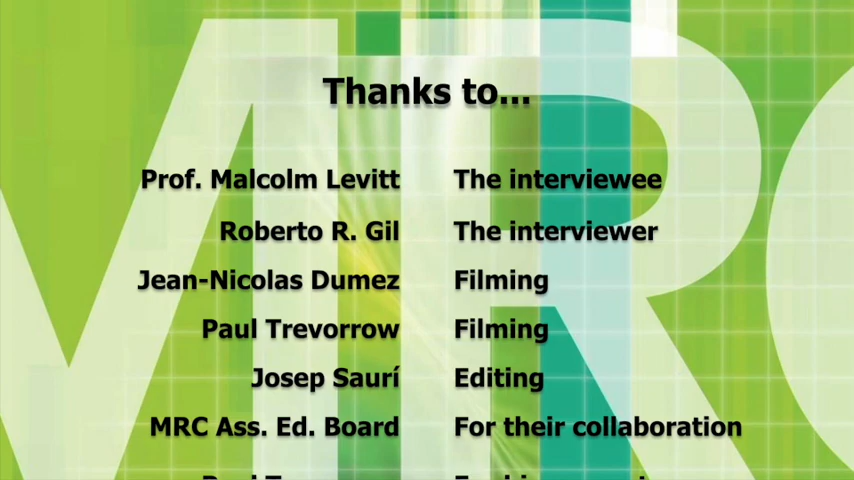 Thanks to...
Prof. Malcolm Levitt The interviewee
Roberto R. Gil The interviewer
Jean-Nicolas Dumez Filming
Paul Trevorrow Filming
Josep Saurí Editing
MRC Ass. Ed. Board For their collaboration